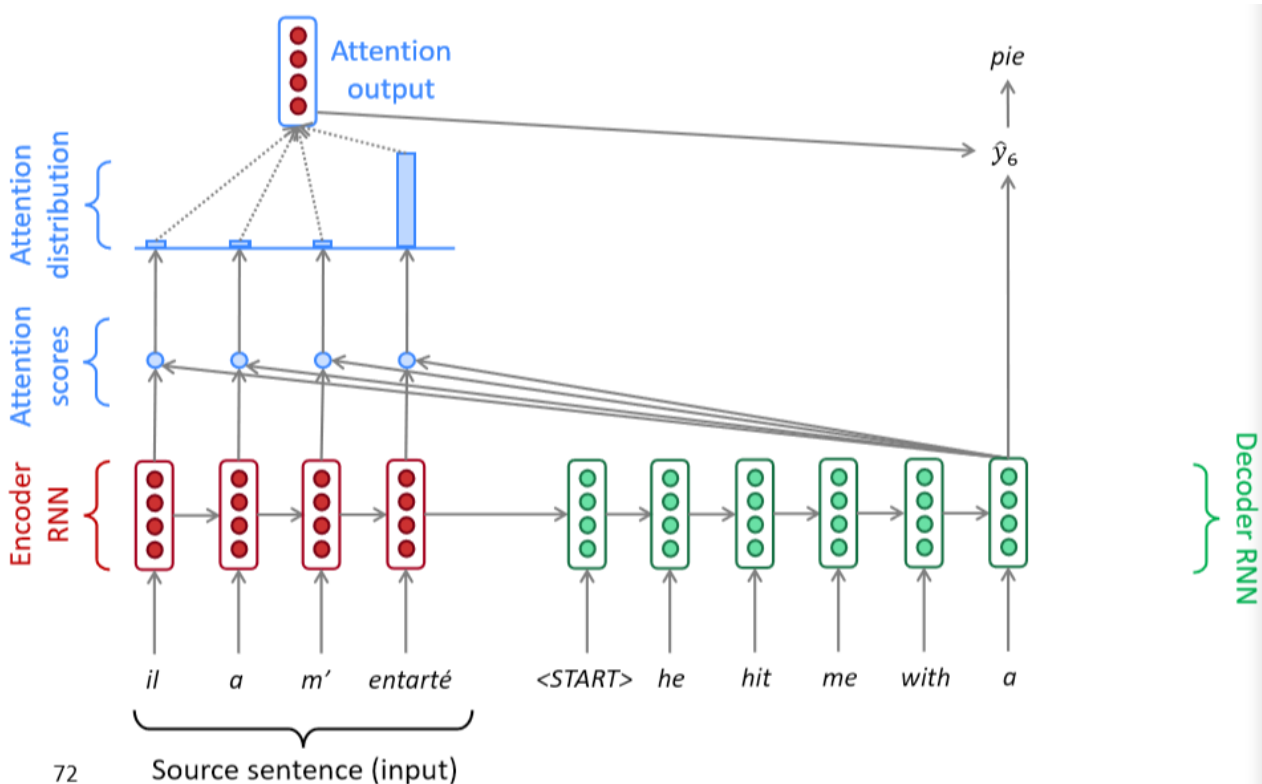 Attention
output
pie
ŷ6
Attention
distribution
Attention
scores
Encoder
RNN
Decoder RNN
il a m’ entarté <START> he hit me with a
Source sentence (input)
72